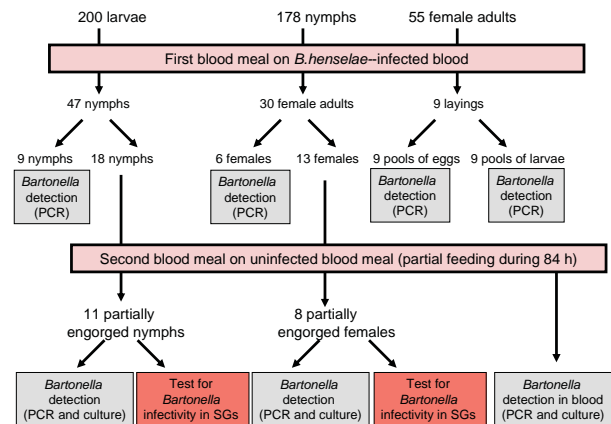 200 larvae 178 nymphs 55 female adults
First blood meal on B.henselae--infected blood
47 nymphs 30 female adults 9 layings
9 nymphs 18 nymphs 6 females 13 females 9 pools of eggs 9 pools of larvae
Bartonella
detection
(PCR)
Bartonella
detection
(PCR)
Bartonella
detection
(PCR)
Bartonella
detection
(PCR)
Second blood meal on uninfected blood meal (partial feeding during 84 h)
11 partially
engorged nymphs
8 partially
engorged females
Bartonella
detection
(PCR and culture)
Test for
Bartonella
infectivity in SGs
Bartonella
detection
(PCR and culture)
Test for
Bartonella
infectivity in SGs
Bartonella
detection in blood
(PCR and culture)